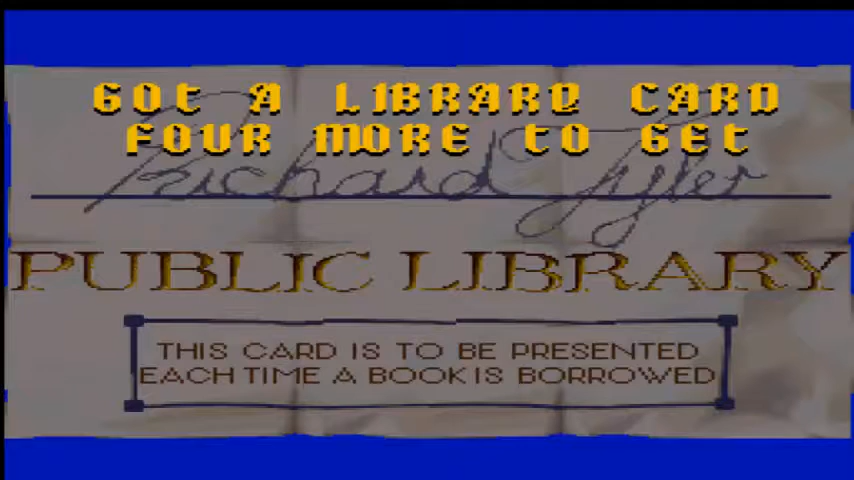 GOT A LIBRARY CARD
FOUR MORE TO GET
Richard Tyler
PUBLIC LIBRARY
THIS CARD IS TO BE PRESENTED
EACH TIME A BOOK IS BORROWED